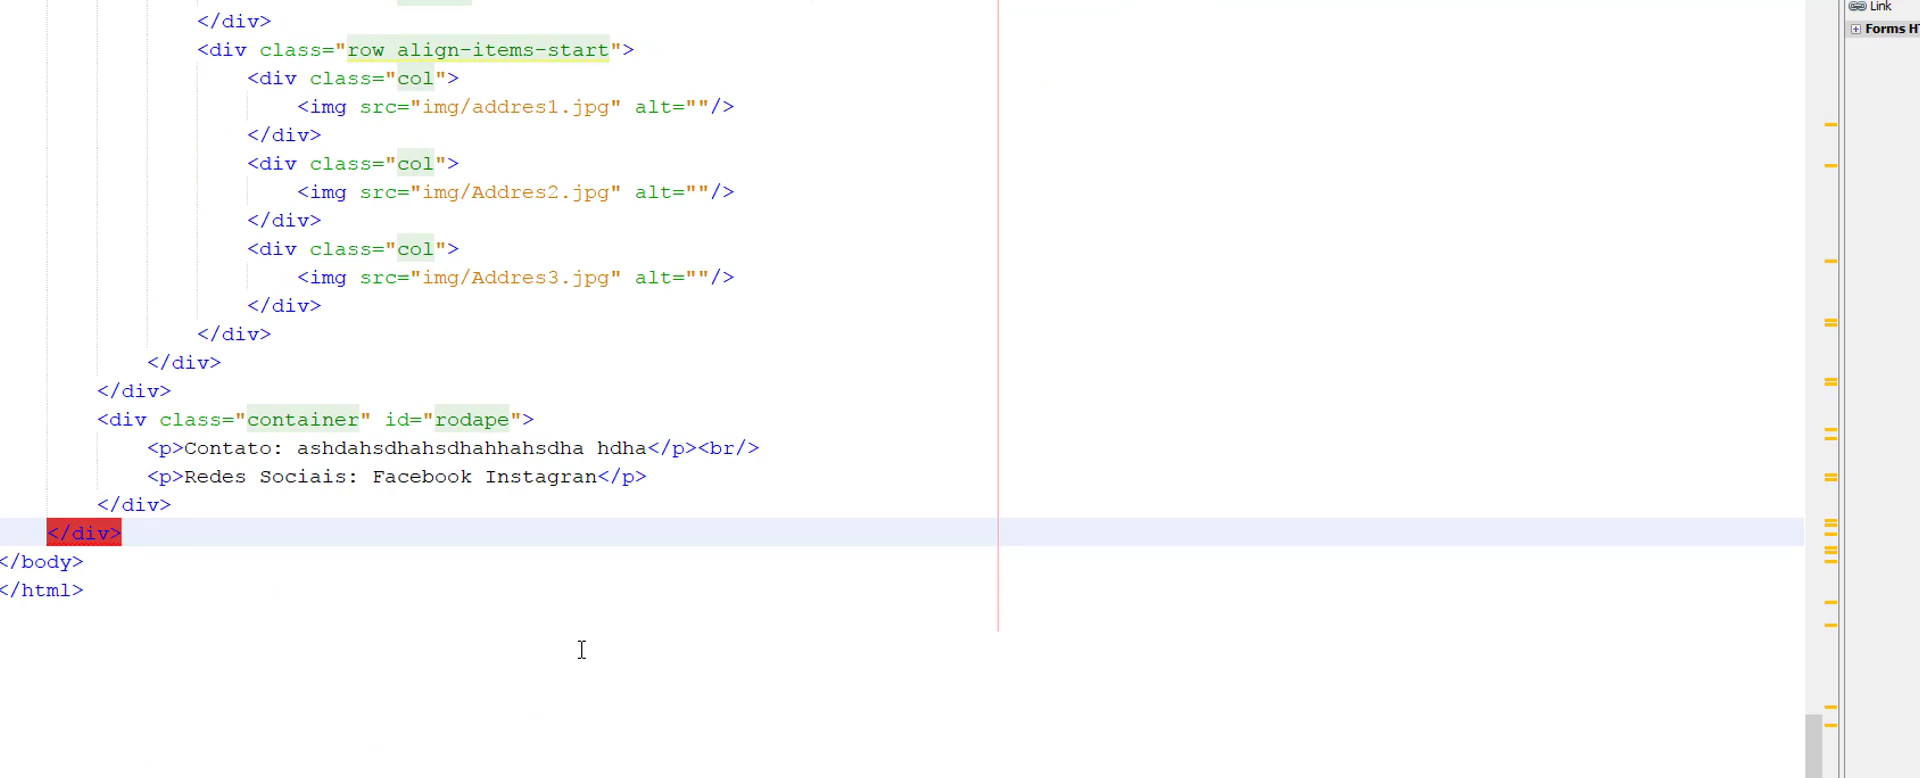 </div>
<div class="row align-items-start">
<div class="col">
<img src="img/addres1.jpg" alt=""/>
</div>
<div class="col">
<img src="img/Addres2.jpg" alt=""/>
</div>
<div class="col">
<img src="img/Addres3.jpg" alt=""/>
</div>
</div>
</div>
</div>
<div class="container" id="rodape">
<p>Contato: ashdahsdhahsdhahhahsdha hdha</p><br/>
<p>Redes Sociais: Facebook Instagran</p>
</div>
</div>
</body>
</html>
Link
Forms